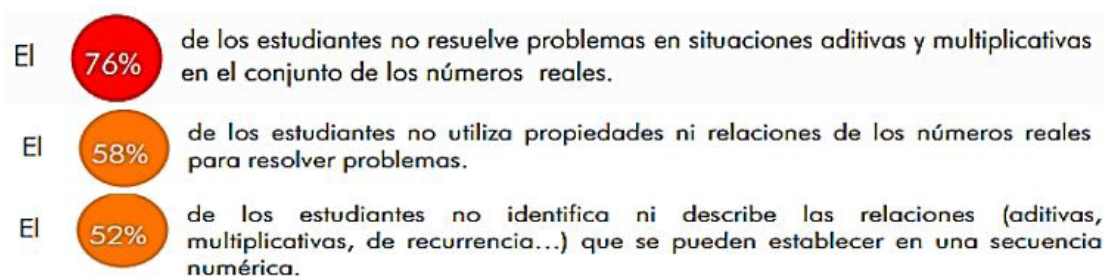 El 76% de los estudiantes no resuelve problemas en situaciones aditivas y multiplicativas
en el conjunto de los números reales.
El 58% de los estudiantes no utiliza propiedades ni relaciones de los números reales
para resolver problemas.
El 52% de los estudiantes no identifica ni describe las relaciones (aditivas,
multiplicativas, de recurrencia...) que se pueden establecer en una secuencia
numérica.